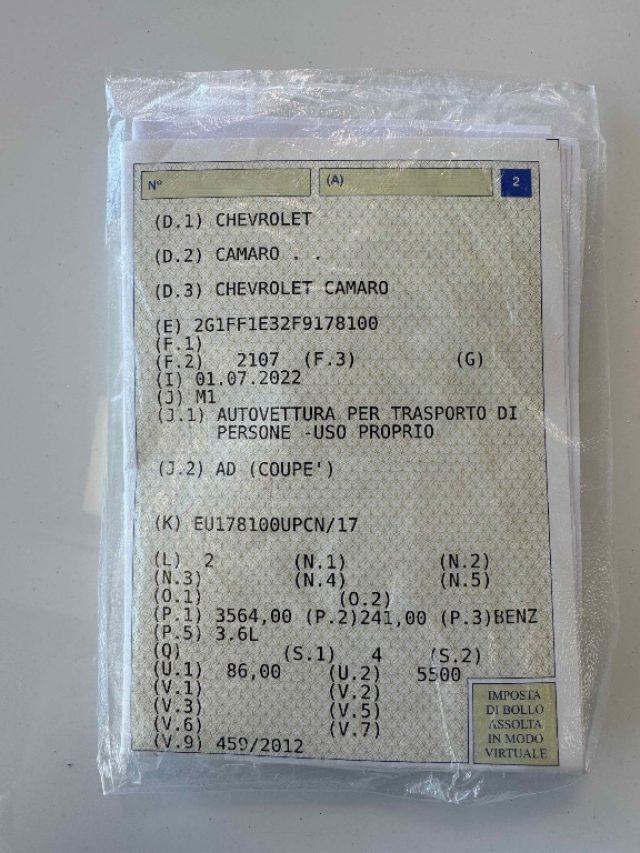 N° (A) 2
(D.1) CHEVROLET
(D.2) CAMARO . .
(D.3) CHEVROLET CAMARO
(E) 2G1FF1E32F9178100
(F.1)
(F.2) 2107 (F.3) (G)
(I) 01.07.2022
(J) M1
(J.1) AUTOVETTURA PER TRASPORTO DI
PERSONE -USO PROPRIO
(J.2) AD (COUPE')
(K) EU178100UPCN/17
(L) 2 (N.1) (N.2)
(N.3) (N.4) (N.5)
(O.1) (O.2)
(P.1) 3564,00 (P.2)241,00 (P.3)BENZ
(P.5) 3.6L
(Q) (S.1) 4 (S.2)
(U.1) 86,00 (U.2) 5500
(V.1) (V.2)
(V.3) (V.5)
(V.6) (V.7)
(V.9) 459/2012
IMPOSTA
DI BOLLO
ASSOLTA
IN MODO
VIRTUALE